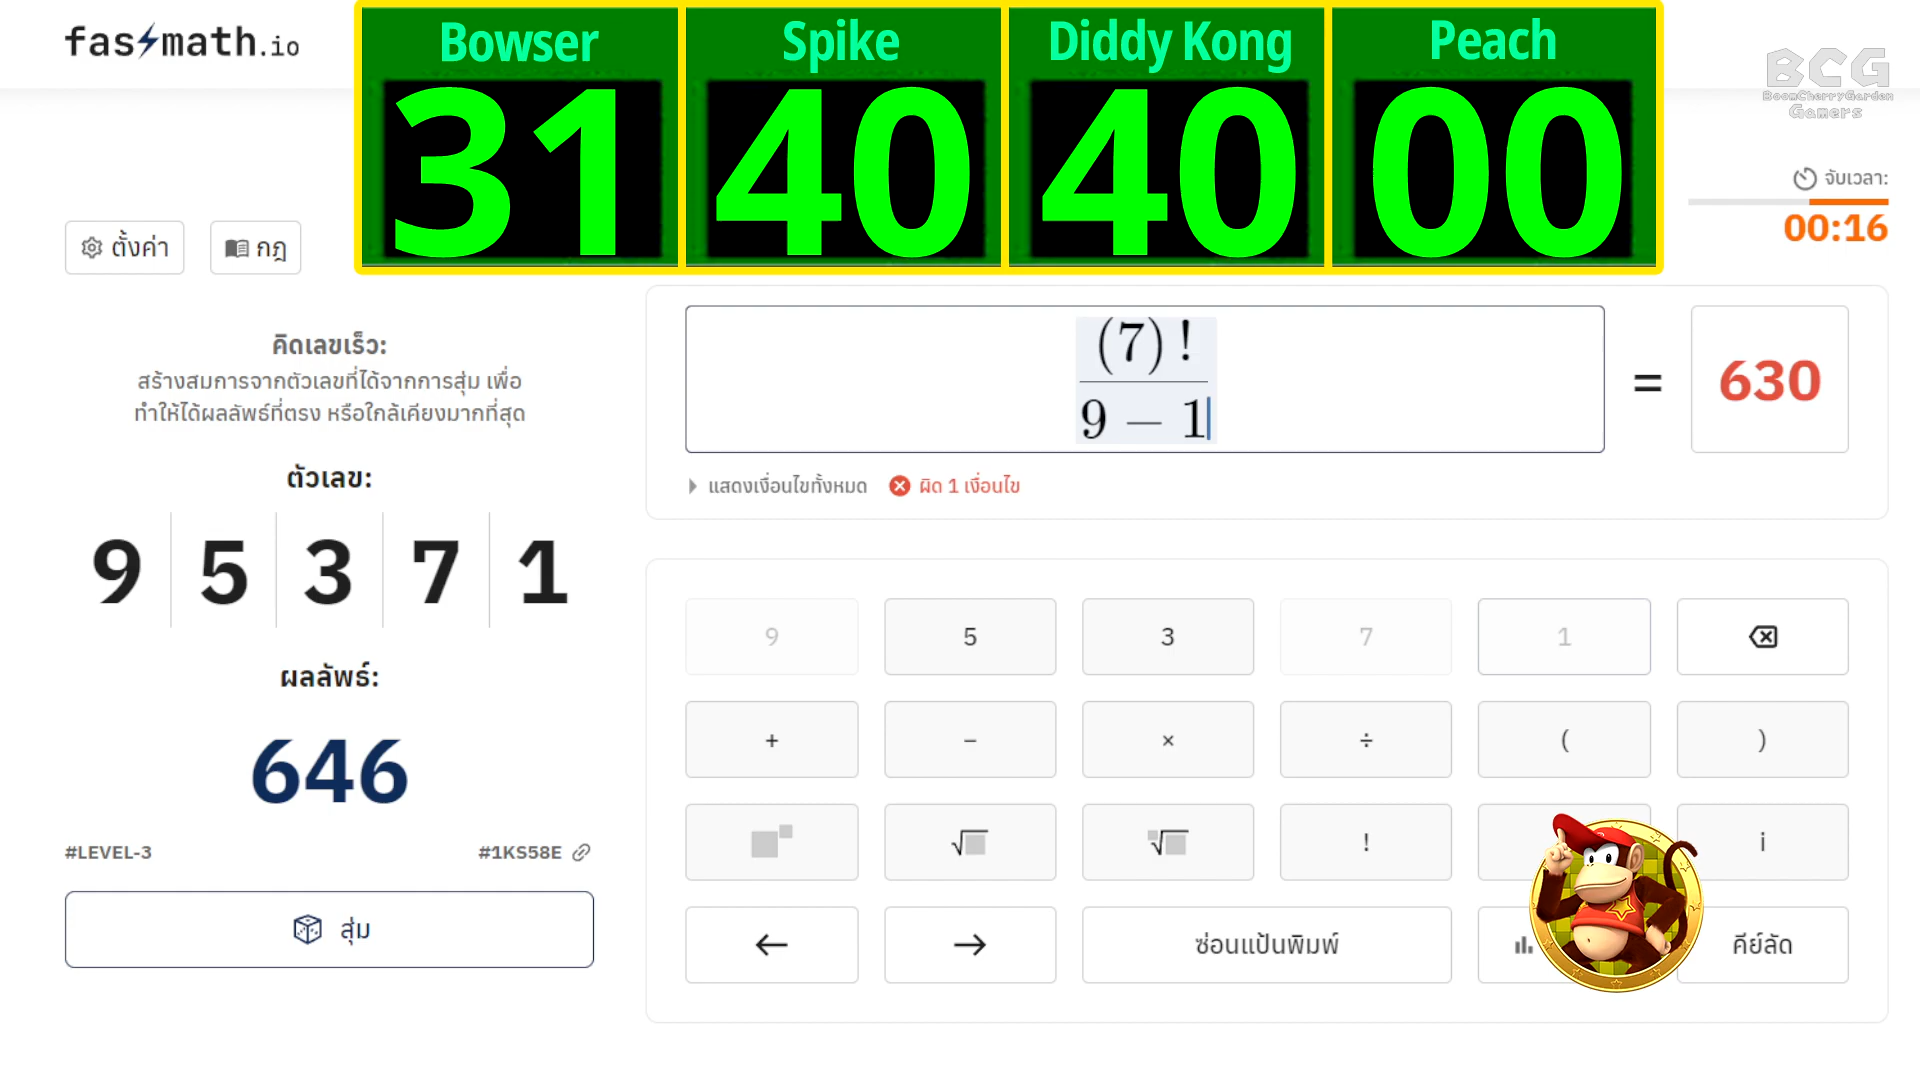 fasmath.io
Bowser
31
Spike
40
Diddy Kong
40
Peach
00
BCG
BoomCherryGarden
Gamers
จับเวลา:
00:16
ตั้งค่า
กฎ
คิดเลขเร็ว:
สร้างสมการจากตัวเลขที่ได้จากการสุ่ม เพื่อ
ทำให้ได้ผลลัพธ์ที่ตรง หรือใกล้เคียงมากที่สุด
ตัวเลข:
9 5 3 7 1
ผลลัพธ์:
646
#LEVEL-3 #1KS58E
สุ่ม
(7)!
9 − 1
= 630
แสดงเงื่อนไขทั้งหมด ผิด 1 เงื่อนไข
9 5 3 7 1
+ − × ÷ ( )
√ √ ! i
← → ซ่อนแป้นพิมพ์ คีย์ลัด